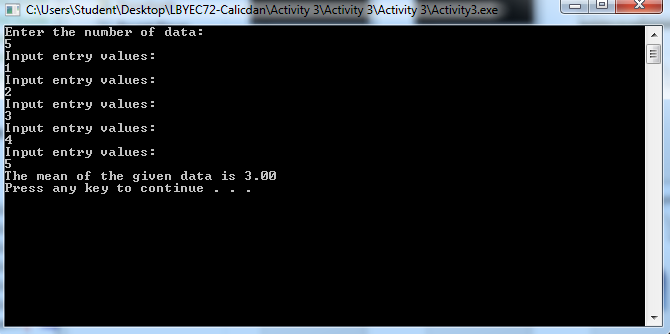 C:\Users\Student\Desktop\LBYEC72-Calicdan\Activity 3\Activity 3\Activity 3\Activity3.exe
Enter the number of data:
5
Input entry values:
1
Input entry values:
2
Input entry values:
3
Input entry values:
4
Input entry values:
5
The mean of the given data is 3.00
Press any key to continue . . .